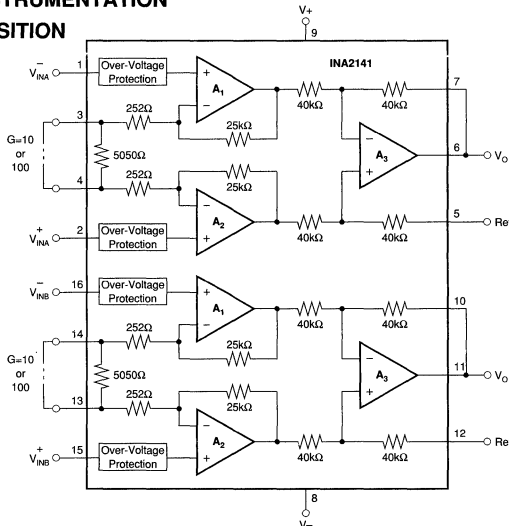 STRUMENTATION
SITION
V+
9
INA2141
V⁻INA
1
Over-Voltage
Protection
+
A1
−
7
40kΩ
40kΩ
3
252Ω
25kΩ
G=10
or
100
5050Ω
−
A3
+
6
VO
4
252Ω
25kΩ
−
A2
+
5
Re
40kΩ
40kΩ
V⁺INA
2
Over-Voltage
Protection
V⁻INB
16
Over-Voltage
Protection
+
A1
−
10
40kΩ
40kΩ
14
252Ω
25kΩ
G=10
or
100
5050Ω
−
A3
+
11
VO
13
252Ω
25kΩ
−
A2
+
12
Re
40kΩ
40kΩ
V⁺INB
15
Over-Voltage
Protection
8
V−